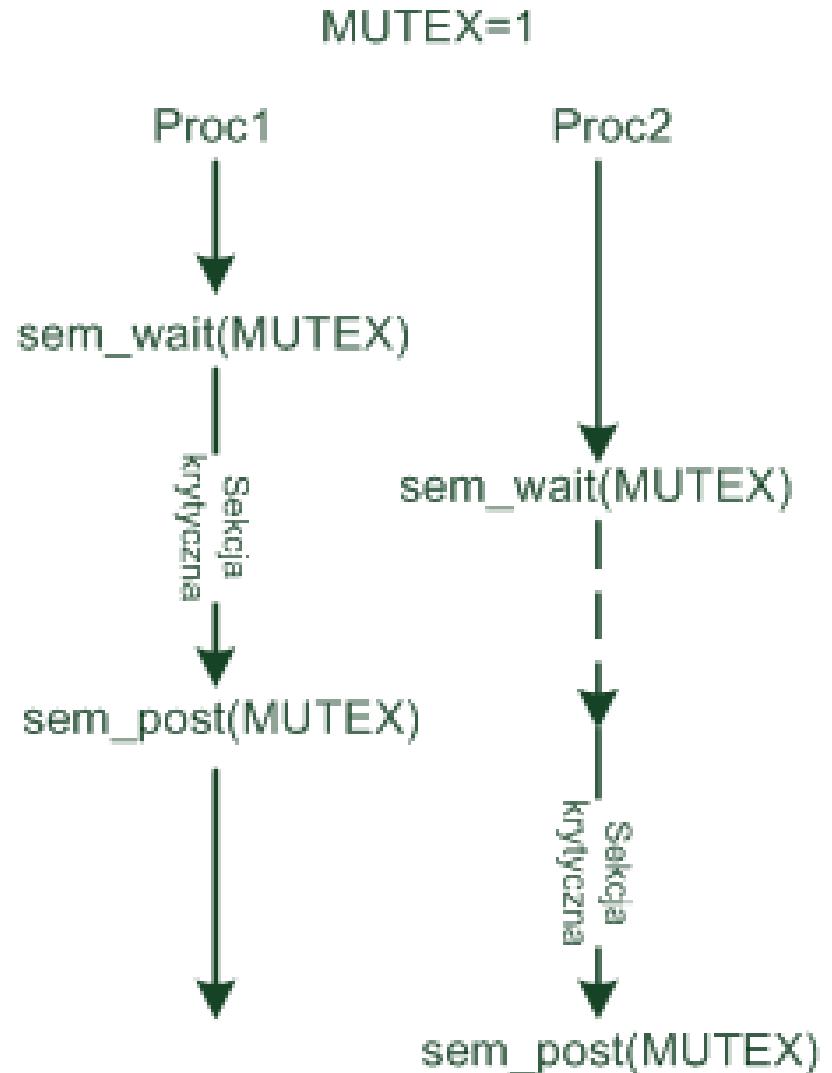 MUTEX=1
Proc1
Proc2
sem_wait(MUTEX)
sem_wait(MUTEX)
Sekcja
krytyczna
sem_post(MUTEX)
Sekcja
krytyczna
sem_post(MUTEX)